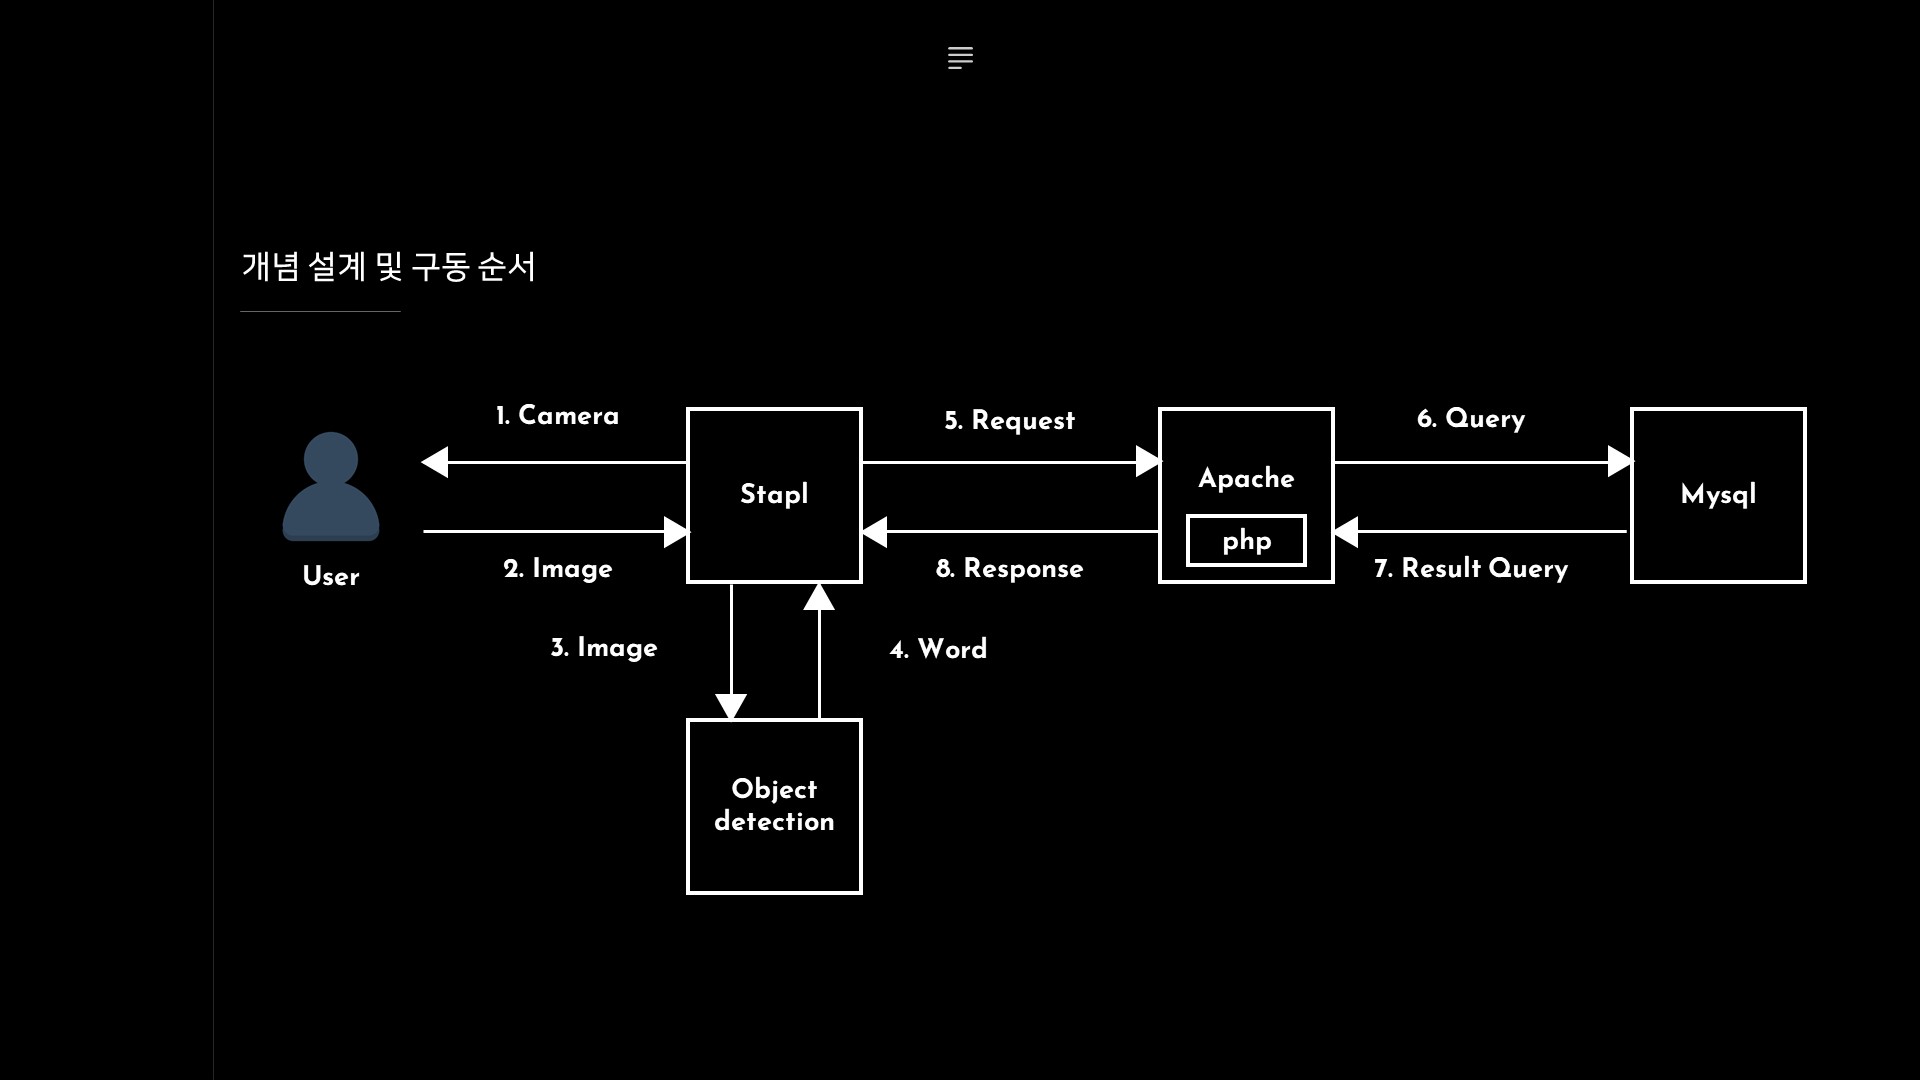 개념 설계 및 구동 순서
1. Camera
5. Request
6. Query
Stapl
Apache
php
Mysql
User
2. Image
8. Response
7. Result Query
3. Image
4. Word
Object
detection